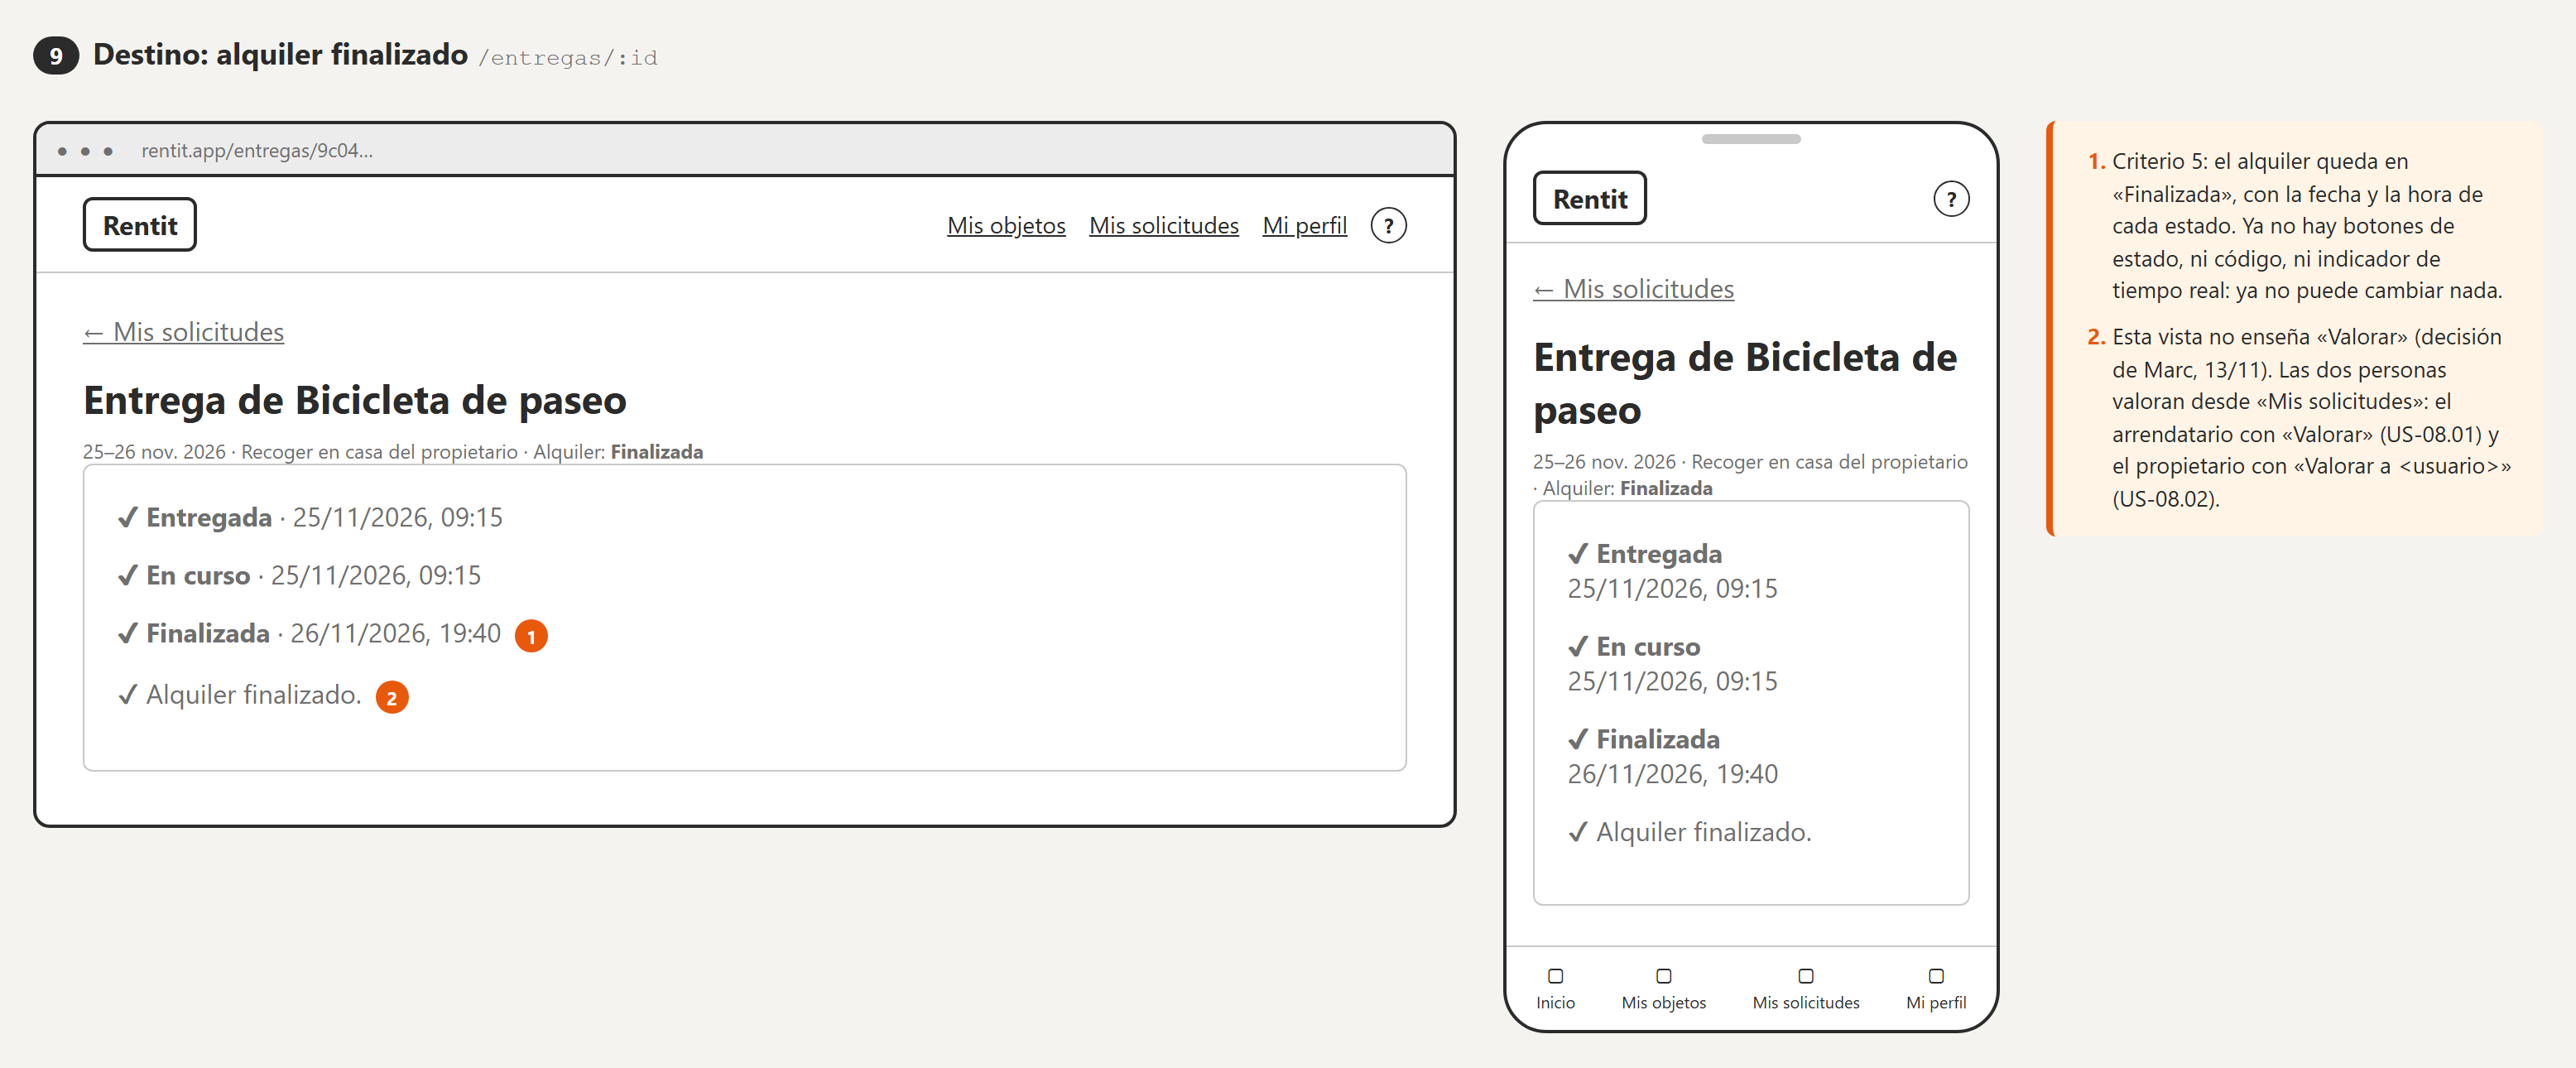 9 Destino: alquiler finalizado /entregas/:id
rentit.app/entregas/9c04...
Rentit
Mis objetos Mis solicitudes Mi perfil ?
← Mis solicitudes
Entrega de Bicicleta de paseo
25–26 nov. 2026 · Recoger en casa del propietario · Alquiler: Finalizada
✓ Entregada · 25/11/2026, 09:15
✓ En curso · 25/11/2026, 09:15
✓ Finalizada · 26/11/2026, 19:40 1
✓ Alquiler finalizado. 2
Rentit ?
← Mis solicitudes
Entrega de Bicicleta de
paseo
25–26 nov. 2026 · Recoger en casa del propietario
· Alquiler: Finalizada
✓ Entregada
25/11/2026, 09:15
✓ En curso
25/11/2026, 09:15
✓ Finalizada
26/11/2026, 19:40
✓ Alquiler finalizado.
Inicio Mis objetos Mis solicitudes Mi perfil
1. Criterio 5: el alquiler queda en
«Finalizada», con la fecha y la hora de
cada estado. Ya no hay botones de
estado, ni código, ni indicador de
tiempo real: ya no puede cambiar nada.
2. Esta vista no enseña «Valorar» (decisión
de Marc, 13/11). Las dos personas
valoran desde «Mis solicitudes»: el
arrendatario con «Valorar» (US-08.01) y
el propietario con «Valorar a <usuario>»
(US-08.02).